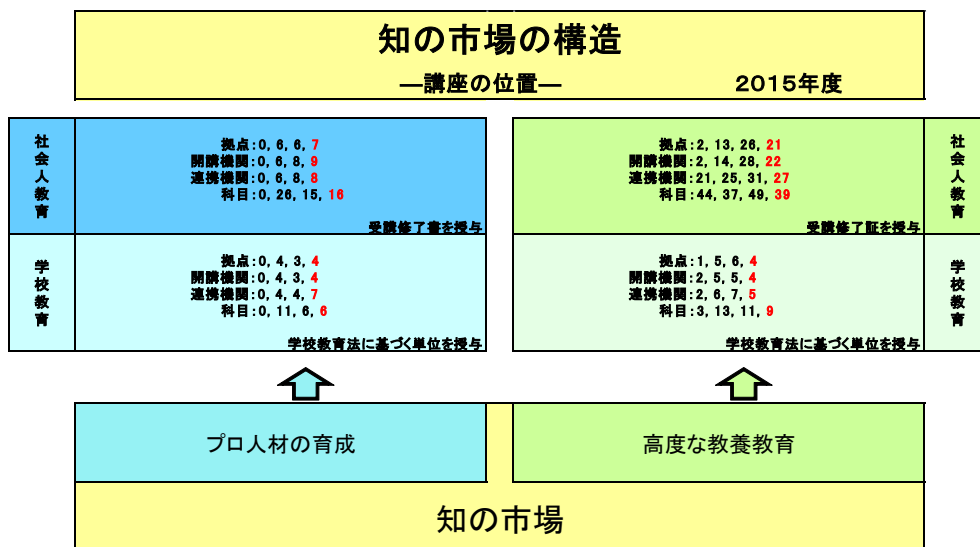 知の市場の構造
―講座の位置― 2015年度
社会人教育
拠点:0, 6, 6, 7
開講機関:0, 6, 8, 9
連携機関:0, 6, 8, 8
科目:0, 26, 15, 16
受講修了書を授与
拠点:2, 13, 26, 21
開講機関:2, 14, 28, 22
連携機関:21, 25, 31, 27
科目:44, 37, 49, 39
受講修了証を授与
社会人教育
学校教育
拠点:0, 4, 3, 4
開講機関:0, 4, 3, 4
連携機関:0, 4, 4, 7
科目:0, 11, 6, 6
学校教育法に基づく単位を授与
拠点:1, 5, 6, 4
開講機関:2, 5, 5, 4
連携機関:2, 6, 7, 5
科目:3, 13, 11, 9
学校教育法に基づく単位を授与
学校教育
プロ人材の育成
高度な教養教育
知の市場